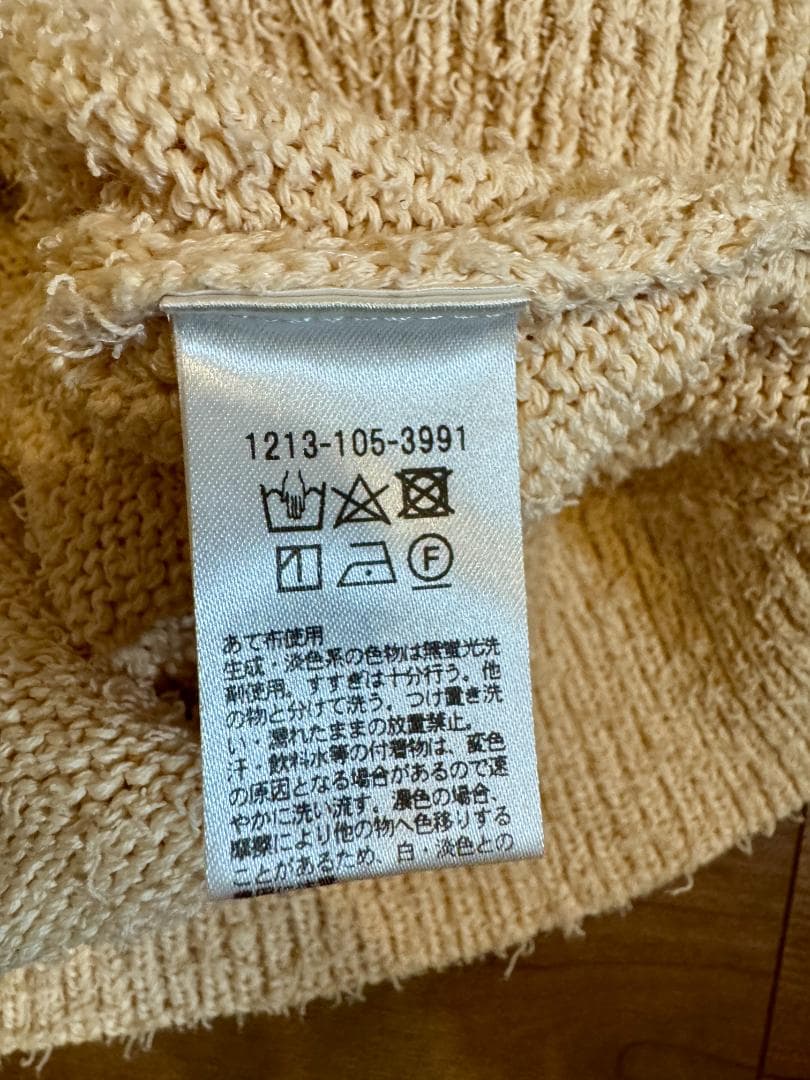 1213-105-3991
F
あて布使用
生成・淡色系の色物は無蛍光洗
剤使用。すすぎは十分行う。他
の物と分けて洗う。つけ置き洗
い・濡れたままの放置禁止。
汗・飲料水等の付着物は、変色
の原因となる場合があるので速
やかに洗い流す。濃色の場合、
摩擦により他の物へ色移りする
ことがあるため、白・淡色との